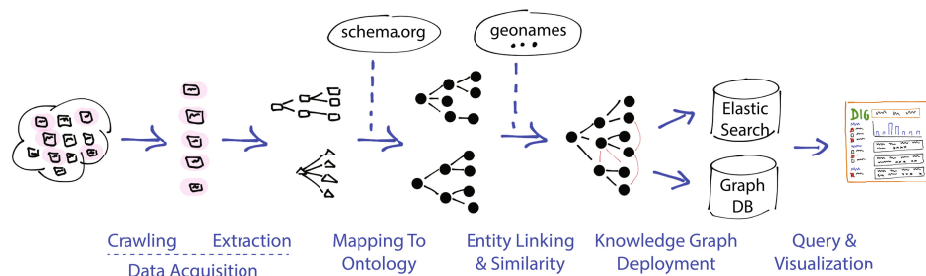 schema.org
geonames
...
Elastic
Search
Graph
DB
DIG
Crawling Extraction
Data Acquisition
Mapping To
Ontology
Entity Linking
& Similarity
Knowledge Graph
Deployment
Query &
Visualization